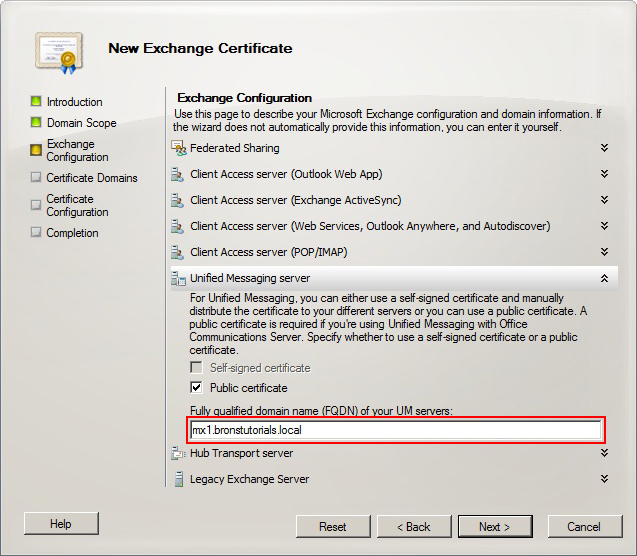 New Exchange Certificate
Introduction
Domain Scope
Exchange
Configuration
Certificate Domains
Certificate
Configuration
Completion
Exchange Configuration
Use this page to describe your Microsoft Exchange configuration and domain information. If
the wizard does not automatically provide this information, you can enter it yourself.
Federated Sharing
Client Access server (Outlook Web App)
Client Access server (Exchange ActiveSync)
Client Access server (Web Services, Outlook Anywhere, and Autodiscover)
Client Access server (POP/IMAP)
Unified Messaging server
For Unified Messaging, you can either use a self-signed certificate and manually
distribute the certificate to your different servers or you can use a public certificate. A
public certificate is required if you're using Unified Messaging with Office
Communications Server. Specify whether to use a self-signed certificate or a public
certificate.
Self-signed certificate
Public certificate
Fully qualified domain name (FQDN) of your UM servers:
mx1.bronstutorials.local
Hub Transport server
Legacy Exchange Server
Help
Reset
< Back
Next >
Cancel